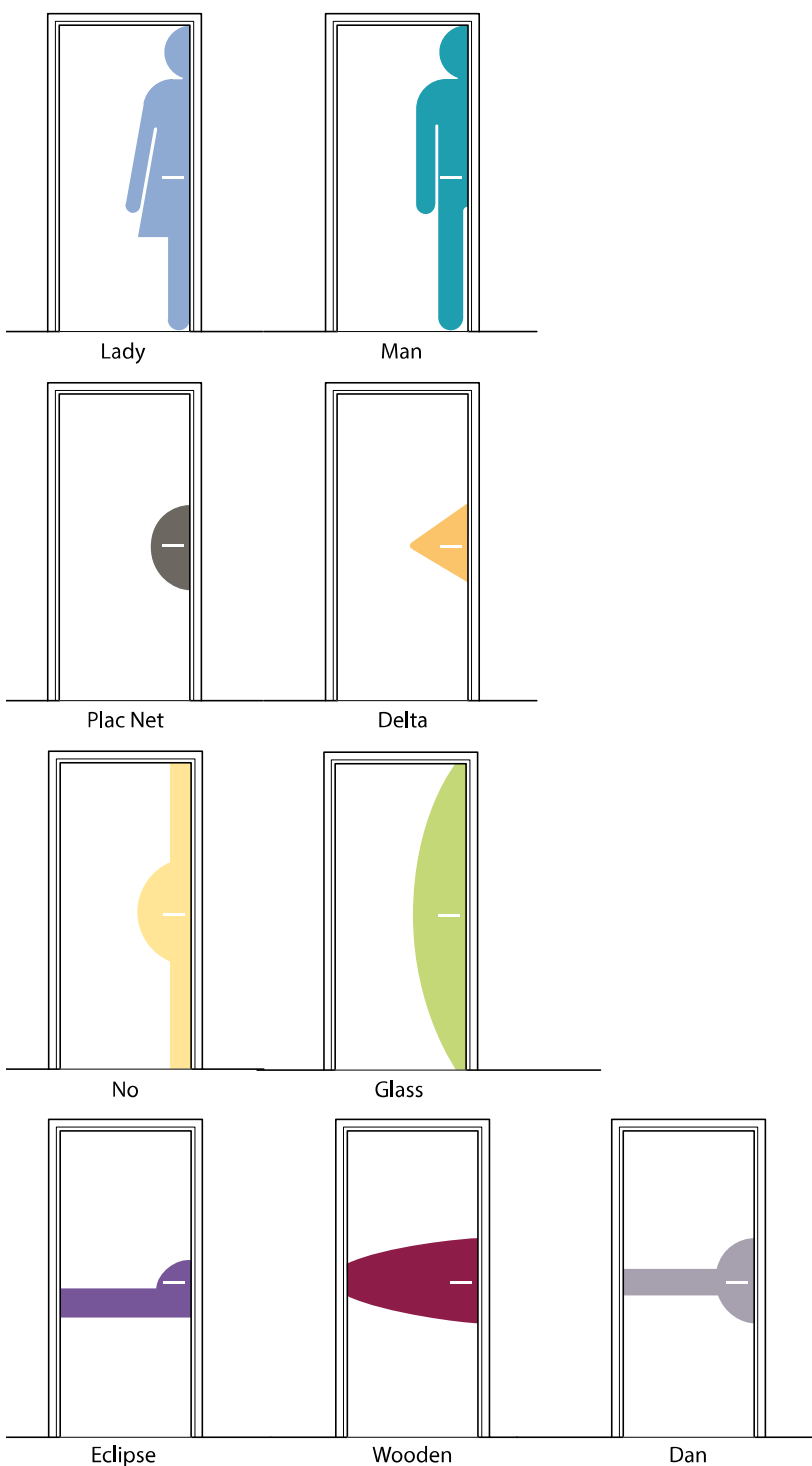 Lady
Man
Plac Net
Delta
No
Glass
Eclipse
Wooden
Dan